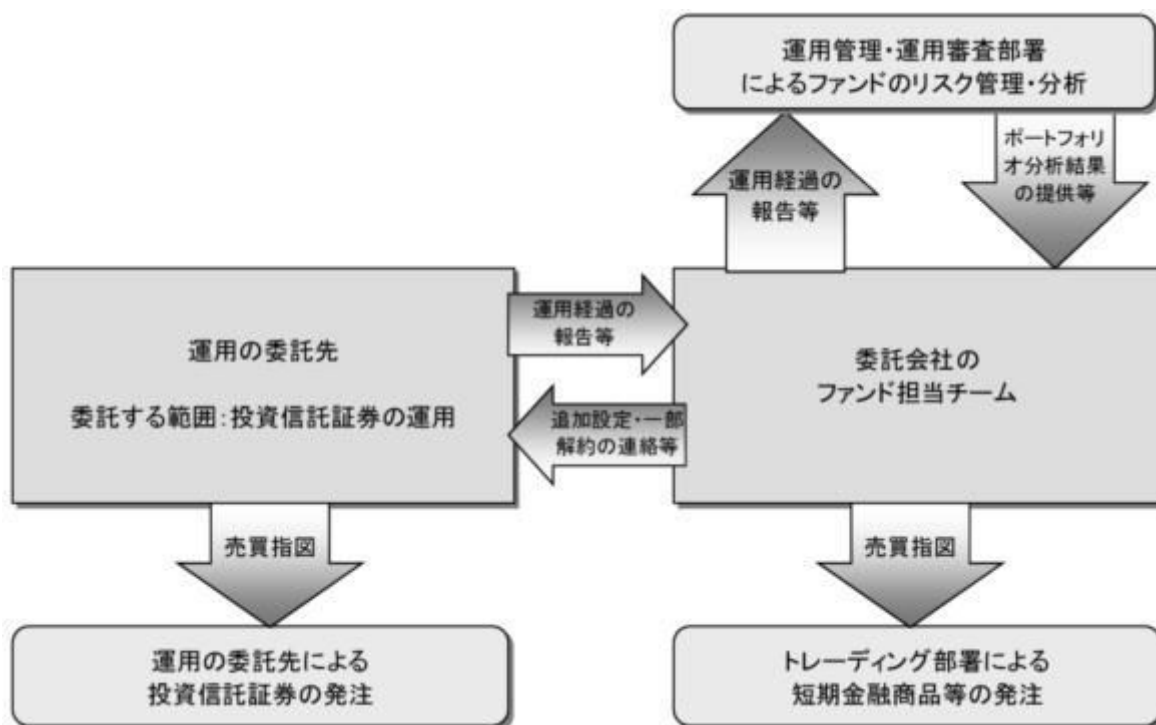 運用管理・運用審査部署
によるファンドのリスク管理・分析
運用経過の
報告等
ポートフォリ
オ分析結果
の提供等
運用の委託先
委託する範囲：投資信託証券の運用
運用経過の
報告等
追加設定・一部
解約の連絡等
委託会社の
ファンド担当チーム
売買指図
売買指図
運用の委託先による
投資信託証券の発注
トレーディング部署による
短期金融商品等の発注